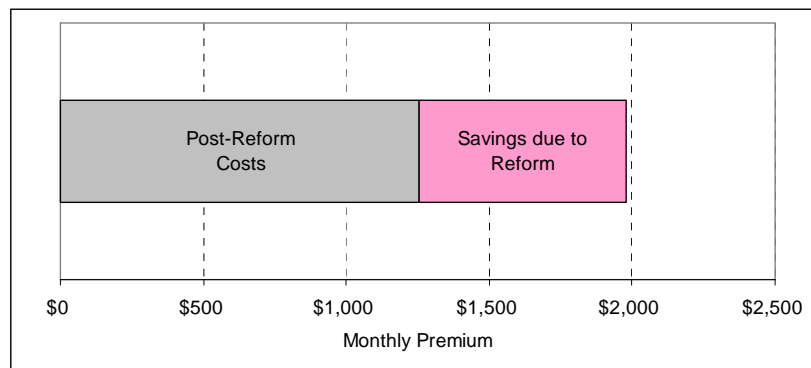 Post-Reform
Costs
Savings due to
Reform
$0
$500
$1,000
$1,500
$2,000
$2,500
Monthly Premium